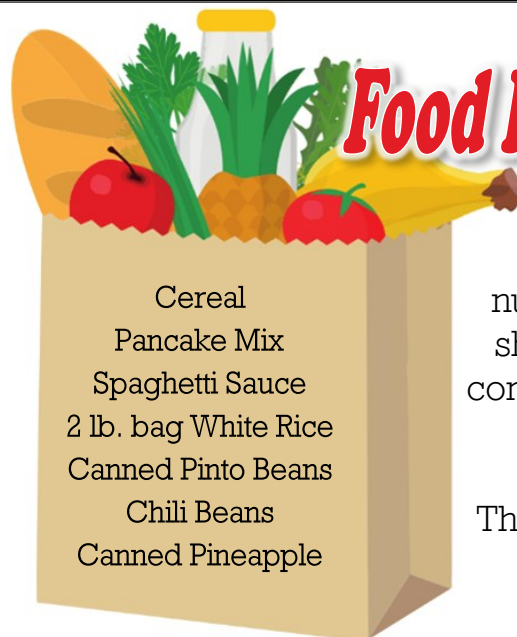 Food
Cereal
Pancake Mix
Spaghetti Sauce
2 lb. bag White Rice
Canned Pinto Beans
Chili Beans
Canned Pineapple